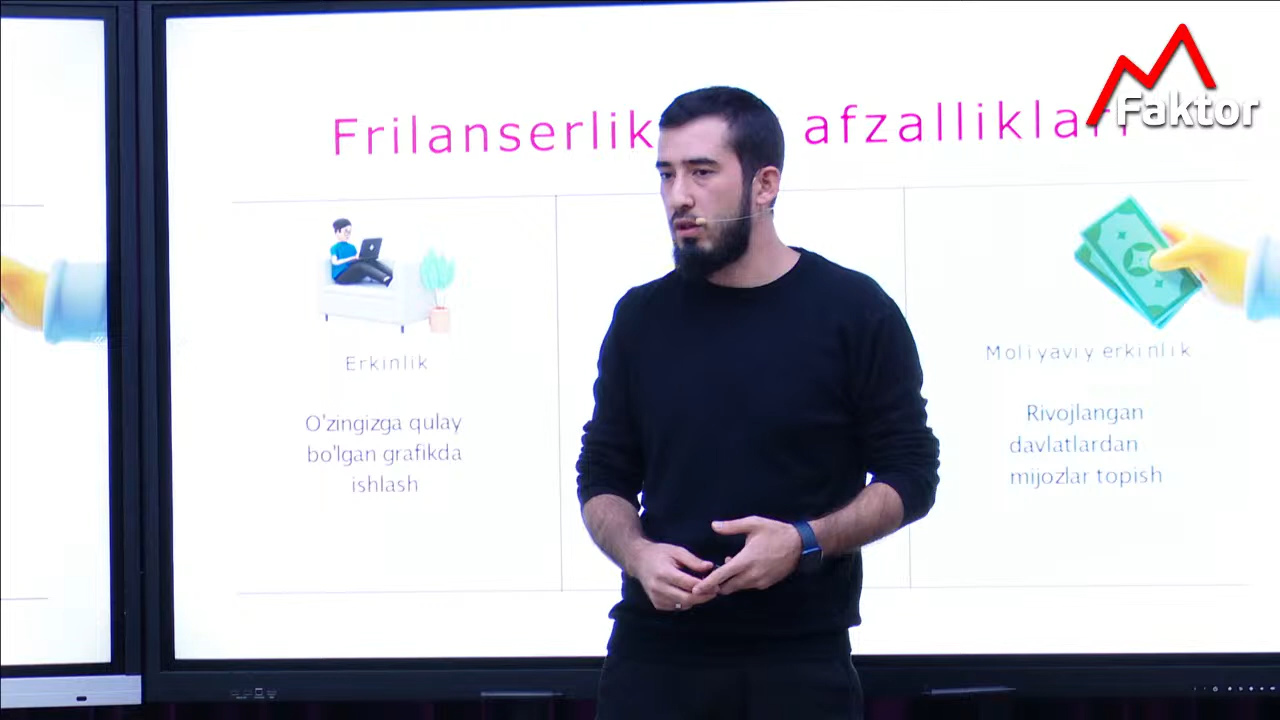 Faktor
Frilanserlik afzalliklari
Erkinlik
O'zingizga qulay
bo'lgan grafikda
ishlash
Moliyaviy erkinlik
Rivojlangan
davlatlardan
mijozlar topish